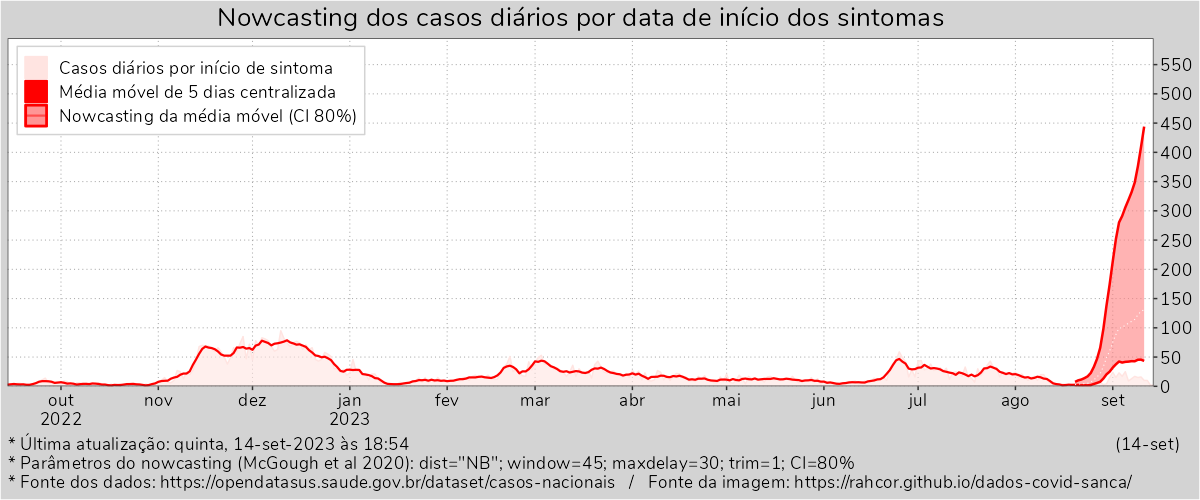 Nowcasting dos casos diários por data de início dos sintomas
Casos diários por início de sintoma
Média móvel de 5 dias centralizada
Nowcasting da média móvel (CI 80%)
550
500
450
400
350
300
250
200
150
100
50
0
out nov dez jan fev mar abr mai jun jul ago set
2022 2023
* Última atualização: quinta, 14-set-2023 às 18:54 (14-set)
* Parâmetros do nowcasting (McGough et al 2020): dist="NB"; window=45; maxdelay=30; trim=1; CI=80%
* Fonte dos dados: https://opendatasus.saude.gov.br/dataset/casos-nacionais / Fonte da imagem: https://rahcor.github.io/dados-covid-sanca/